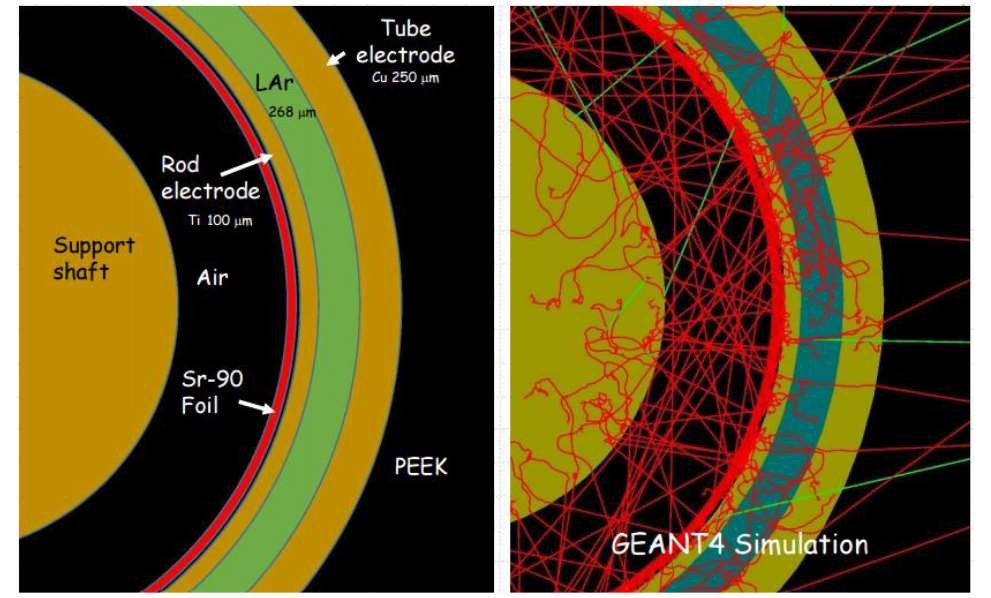 Tube
electrode
Cu 250 μm
LAr
268 μm
Rod
electrode
Ti 100 μm
Support
shaft
Air
Sr-90
Foil
PEEK
GEANT4 Simulation